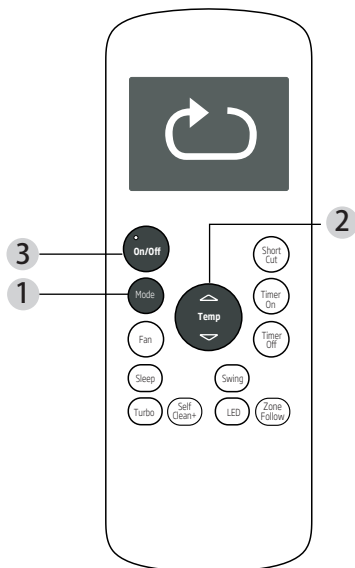 3
On/Off
1
Mode
2
Temp
Short
Cut
Timer
On
Timer
Off
Fan
Sleep
Swing
Turbo
Self
Clean+
LED
Zone
Follow